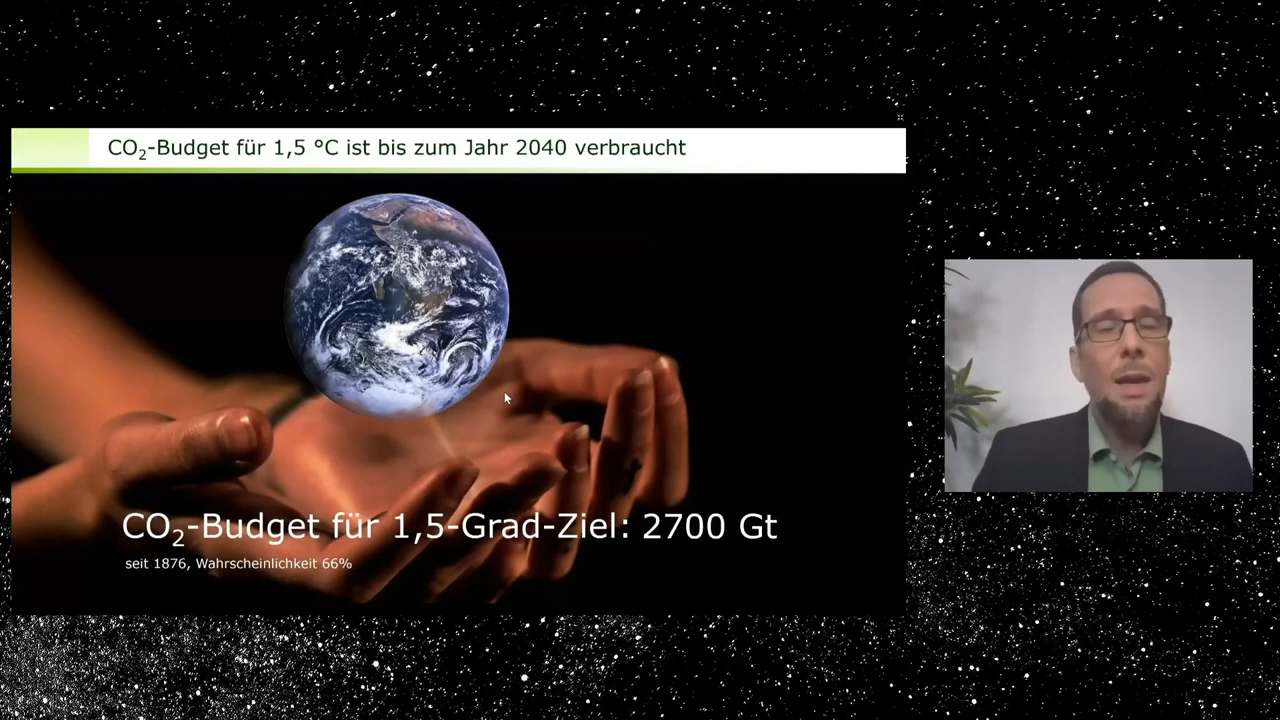 CO₂-Budget für 1,5 °C ist bis zum Jahr 2040 verbraucht
CO₂-Budget für 1,5-Grad-Ziel: 2700 Gt
seit 1876, Wahrscheinlichkeit 66%